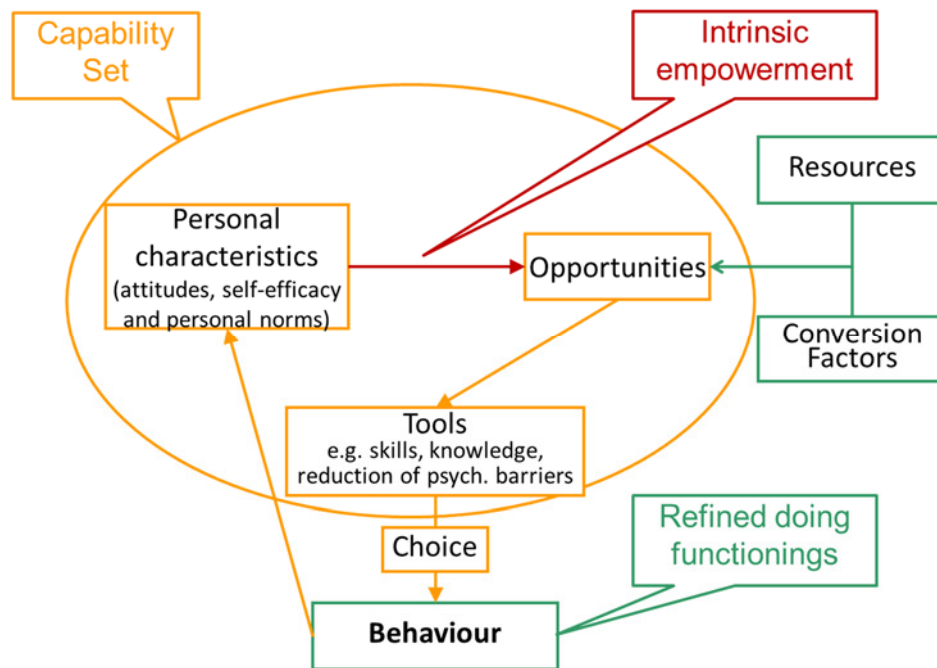 Capability
Set
Intrinsic
empowerment
Resources
Personal
characteristics
(attitudes, self-efficacy
and personal norms)
Opportunities
Conversion
Factors
Tools
e.g. skills, knowledge,
reduction of psych. barriers
Refined doing
functionings
Choice
Behaviour